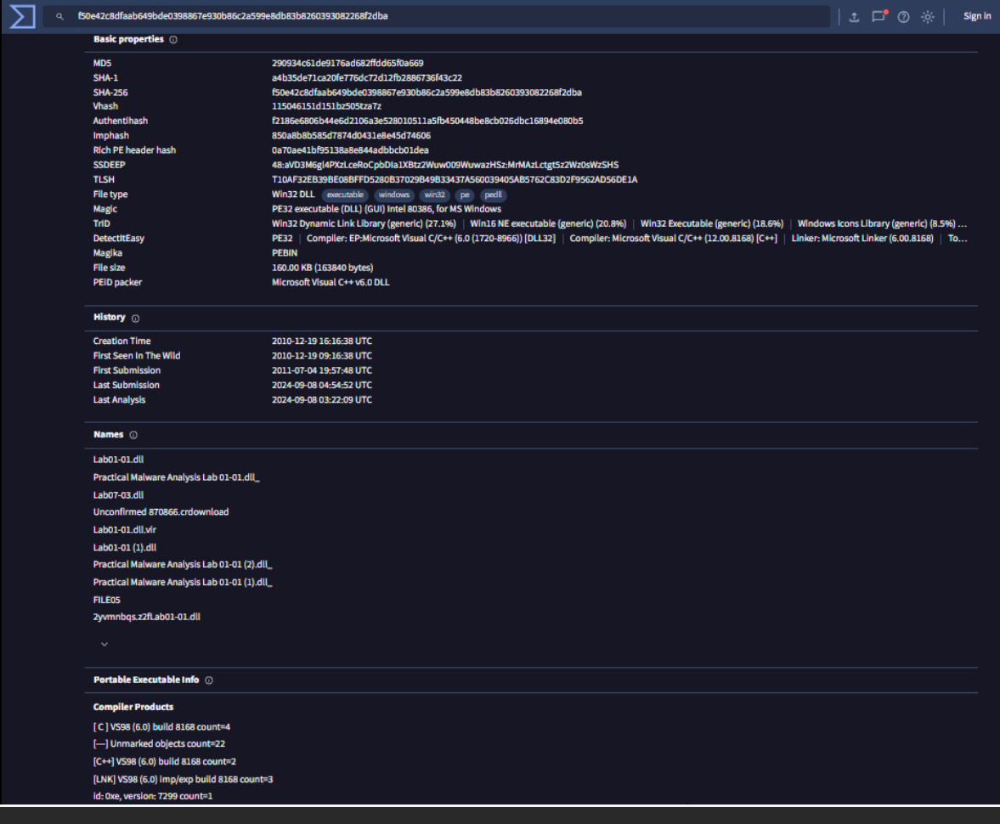 f50e42c8dfaab649bde0398867e930b86c2a599e8db83b8260393082268f2dba
Sign in
Basic properties
MD5 290934c61de9176ad682ffdd65f0a669
SHA-1 a4b35de71ca20fe776dc72d12fb2886736f43c22
SHA-256 f50e42c8dfaab649bde0398867e930b86c2a599e8db83b8260393082268f2dba
Vhash 115046151d151bz505tza7z
Authentihash f2186e6806b44e6d2106a3e528010511a5fb450448be8cb026dbc16894e080b5
Imphash 850a8b8b585d7874d0431e8e45d74606
Rich PE header hash 0a70ae41bf95138a8e844adbbcb01dea
SSDEEP 48:aVD3M6gl4PXzLceRoCpbDIa1XBtz2Wuw009WuwazHSz:MrMAzLctgt5z2Wz0sWzSHS
TLSH T10AF32EB39BE08BFFD5280B37029B49B33437A560039405AB5762C83D2F9562AD56DE1A
File type Win32 DLL executable windows win32 pe pedll
Magic PE32 executable (DLL) (GUI) Intel 80386, for MS Windows
TrID Win32 Dynamic Link Library (generic) (27.1%) | Win16 NE executable (generic) (20.8%) | Win32 Executable (generic) (18.6%) | Windows Icons Library (generic) (8.5%) ...
DetectItEasy PE32 | Compiler: EP:Microsoft Visual C/C++ (6.0 (1720-8966)) [DLL32] | Compiler: Microsoft Visual C/C++ (12.00.8168) [C++] | Linker: Microsoft Linker (6.00.8168) | To...
Magika PEBIN
File size 160.00 KB (163840 bytes)
PEiD packer Microsoft Visual C++ v6.0 DLL
History
Creation Time 2010-12-19 16:16:38 UTC
First Seen In The Wild 2010-12-19 09:16:38 UTC
First Submission 2011-07-04 19:57:48 UTC
Last Submission 2024-09-08 04:54:52 UTC
Last Analysis 2024-09-08 03:22:09 UTC
Names
Lab01-01.dll
Practical Malware Analysis Lab 01-01.dll_
Lab07-03.dll
Unconfirmed 870866.crdownload
Lab01-01.dll.vir
Lab01-01 (1).dll
Practical Malware Analysis Lab 01-01 (2).dll_
Practical Malware Analysis Lab 01-01 (1).dll_
FILE05
2yvmnbqs.z2fLab01-01.dll
Portable Executable Info
Compiler Products
[ C ] VS98 (6.0) build 8168 count=4
[---] Unmarked objects count=22
[C++] VS98 (6.0) build 8168 count=2
[LNK] VS98 (6.0) imp/exp build 8168 count=3
id: 0xe, version: 7299 count=1